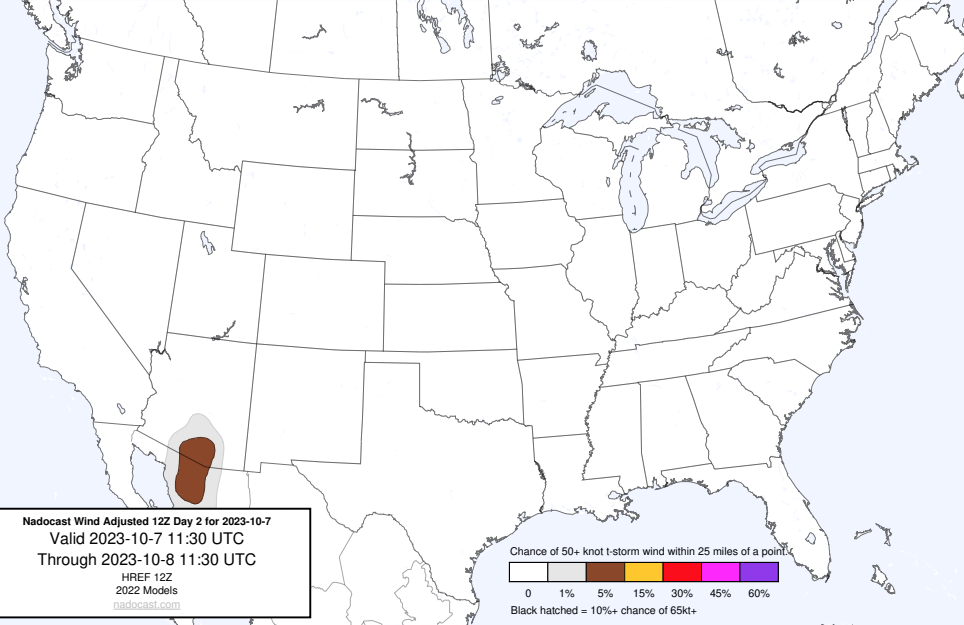 Nadocast Wind Adjusted 12Z Day 2 for 2023-10-7
Valid 2023-10-7 11:30 UTC
Through 2023-10-8 11:30 UTC
HREF 12Z
2022 Models
nadocast.com
Chance of 50+ knot t-storm wind within 25 miles of a point.
0 1% 5% 15% 30% 45% 60%
Black hatched = 10%+ chance of 65kt+